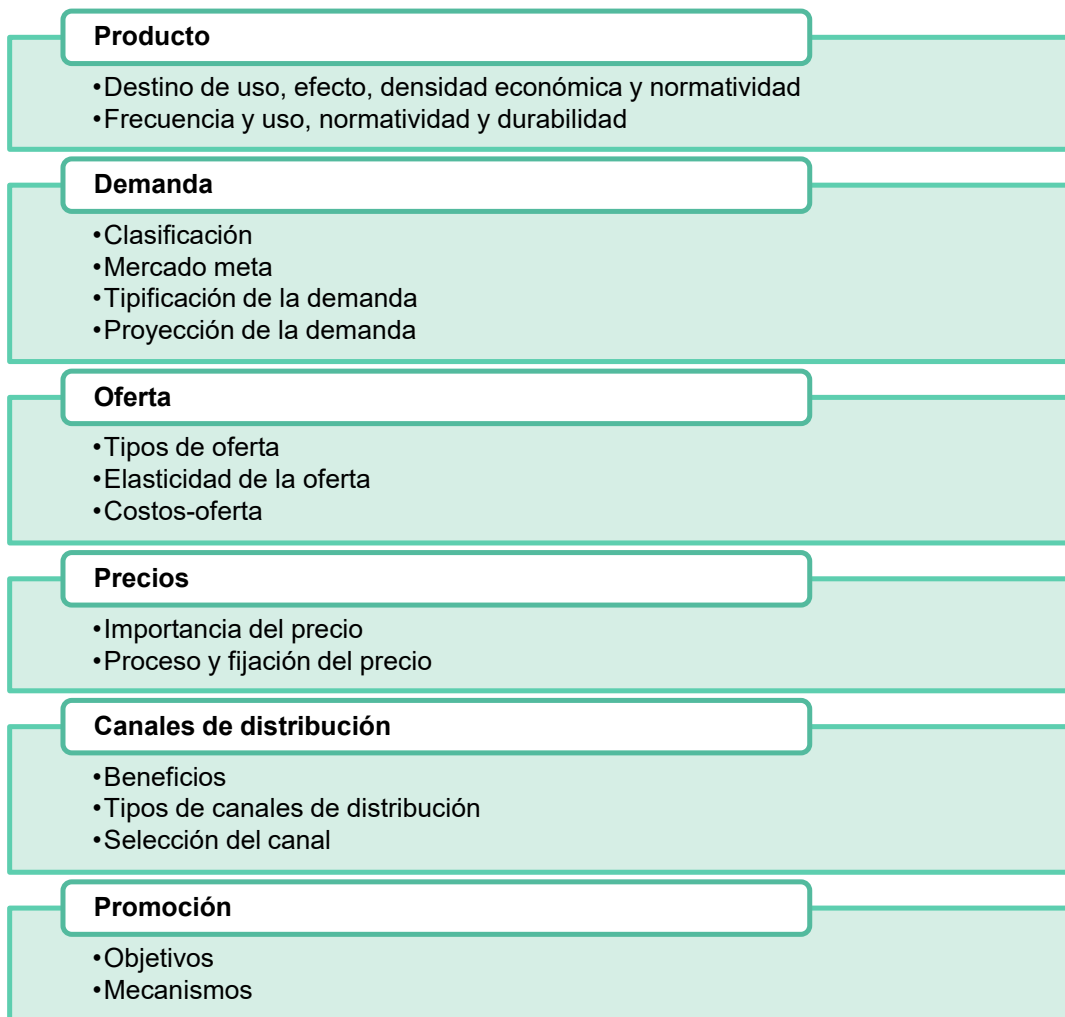 Producto
•Destino de uso, efecto, densidad económica y normatividad
•Frecuencia y uso, normatividad y durabilidad
Demanda
•Clasificación
•Mercado meta
•Tipificación de la demanda
•Proyección de la demanda
Oferta
•Tipos de oferta
•Elasticidad de la oferta
•Costos-oferta
Precios
•Importancia del precio
•Proceso y fijación del precio
Canales de distribución
•Beneficios
•Tipos de canales de distribución
•Selección del canal
Promoción
•Objetivos
•Mecanismos